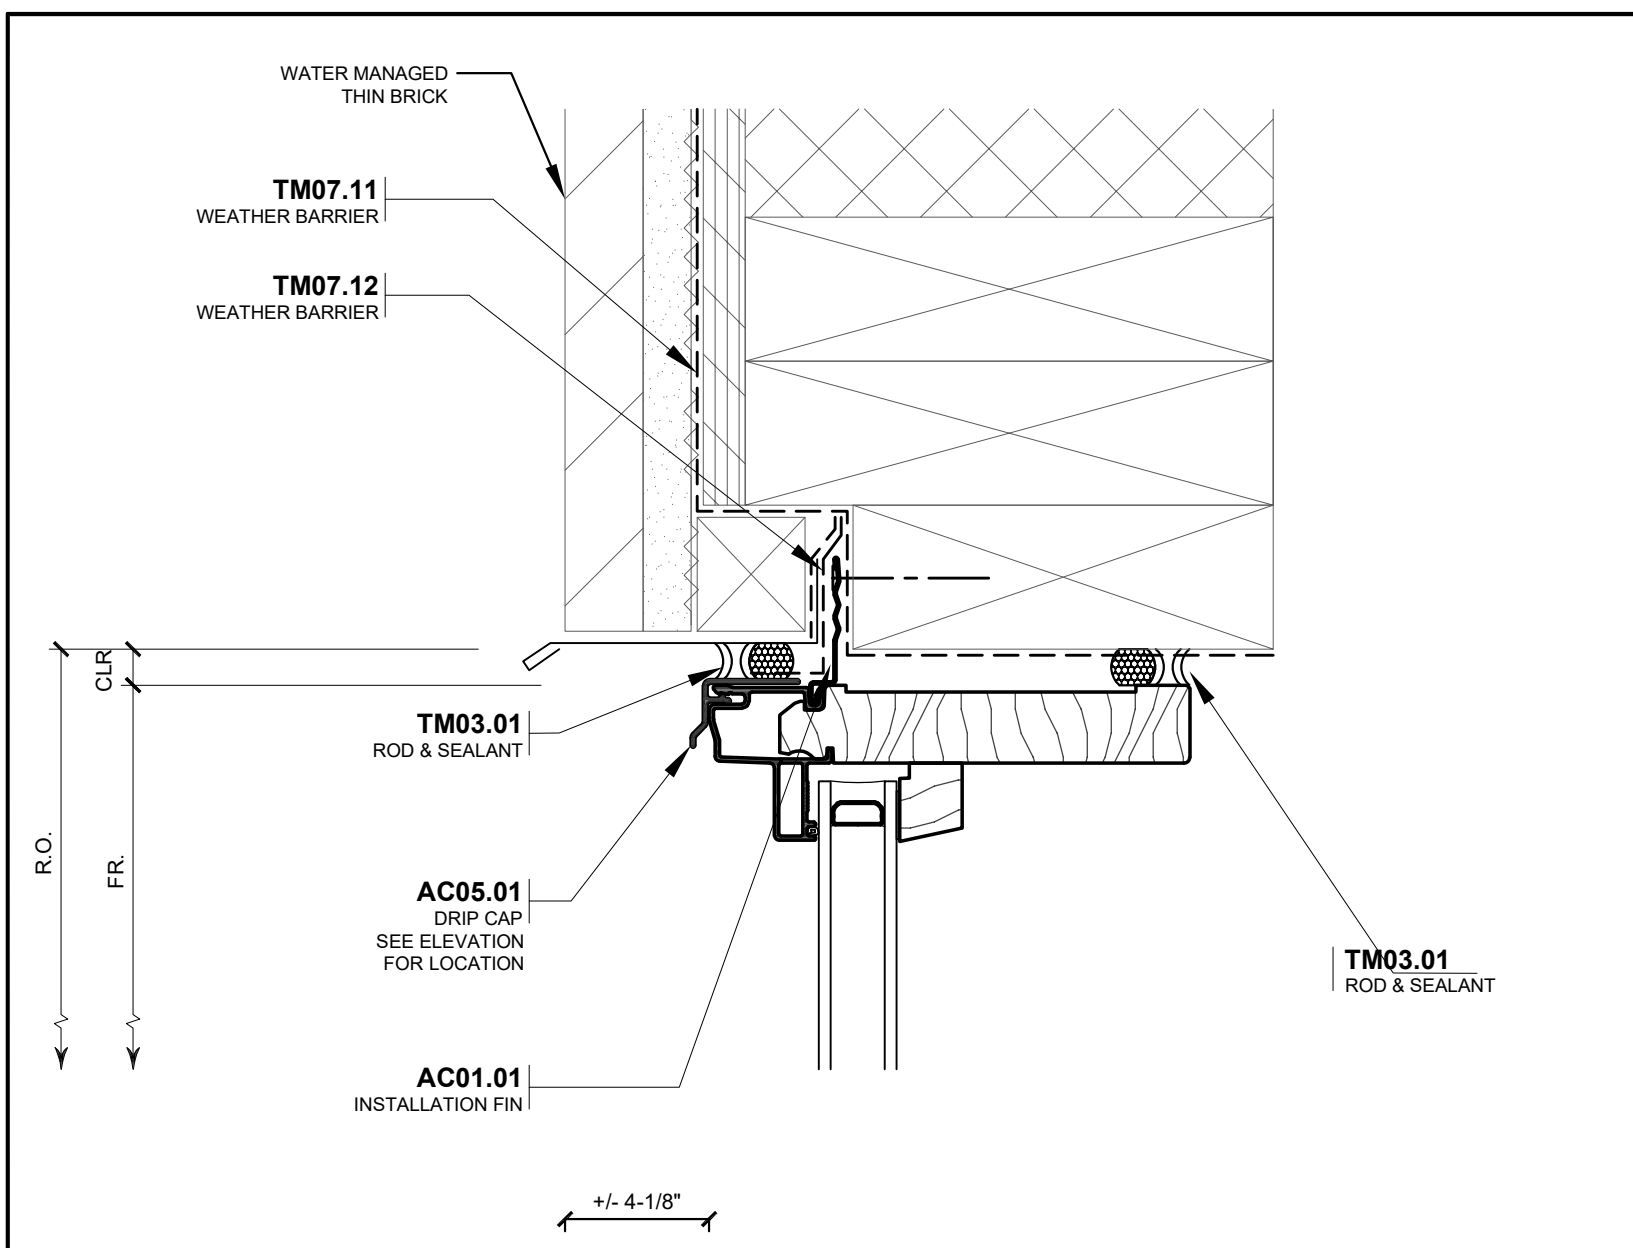 WATER MANAGED
THIN BRICK
TM07.11
WEATHER BARRIER
TM07.12
WEATHER BARRIER
CLR
TM03.01
ROD & SEALANT
R.O.
FR.
AC05.01
DRIP CAP
SEE ELEVATION
FOR LOCATION
TM03.01
ROD & SEALANT
AC01.01
INSTALLATION FIN
+/- 4-1/8"